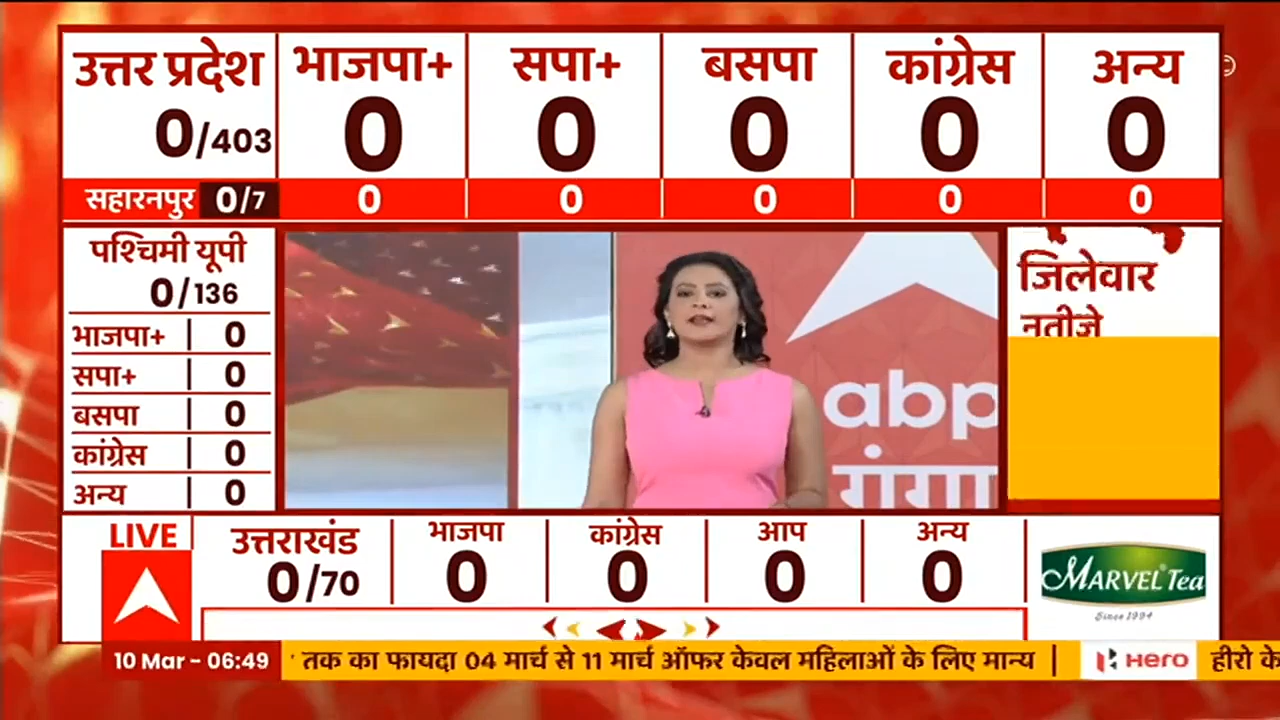 उत्तर प्रदेश
0/403
भाजपा+
0
सपा+
0
बसपा
0
कांग्रेस
0
अन्य
0
©
सहारनपुर 0/7 0 0 0 0 0
पश्चिमी यूपी
0/136
भाजपा+ 0
सपा+ 0
बसपा 0
कांग्रेस 0
अन्य 0
abp
गंगा
जिलेवार
नतीजे
LIVE
उत्तराखंड
0/70
भाजपा
0
कांग्रेस
0
आप
0
अन्य
0
MARVEL Tea
Since 1994
10 Mar - 06:49
तक का फायदा 04 मार्च से 11 मार्च ऑफर केवल महिलाओं के लिए मान्य |
Hero
हीरो के